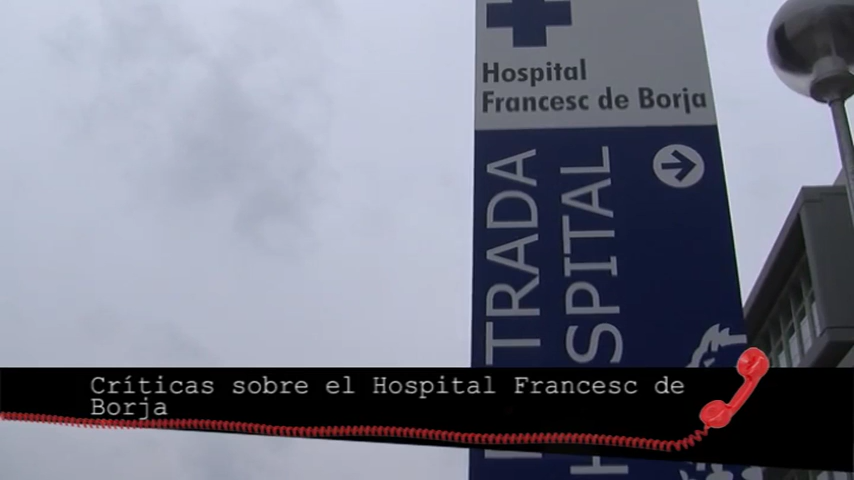 Hospital
Francesc de Borja
TRADA
SPITAL
Críticas sobre el Hospital Francesc de
Borja